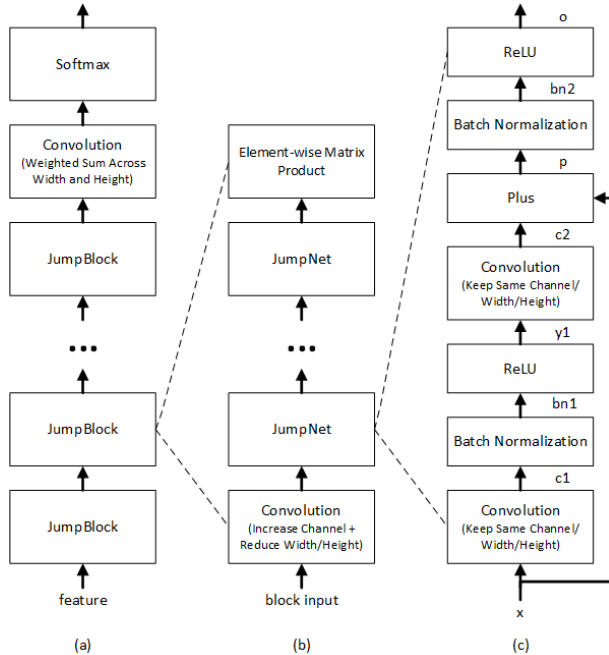 Softmax
Convolution
(Weighted Sum Across
Width and Height)
JumpBlock
...
JumpBlock
JumpBlock
feature
(a)
Element-wise Matrix
Product
JumpNet
...
JumpNet
Convolution
(Increase Channel +
Reduce Width/Height)
block input
(b)
o
ReLU
bn2
Batch Normalization
p
Plus
c2
Convolution
(Keep Same Channel/
Width/Height)
y1
ReLU
bn1
Batch Normalization
c1
Convolution
(Keep Same Channel/
Width/Height)
x
(c)